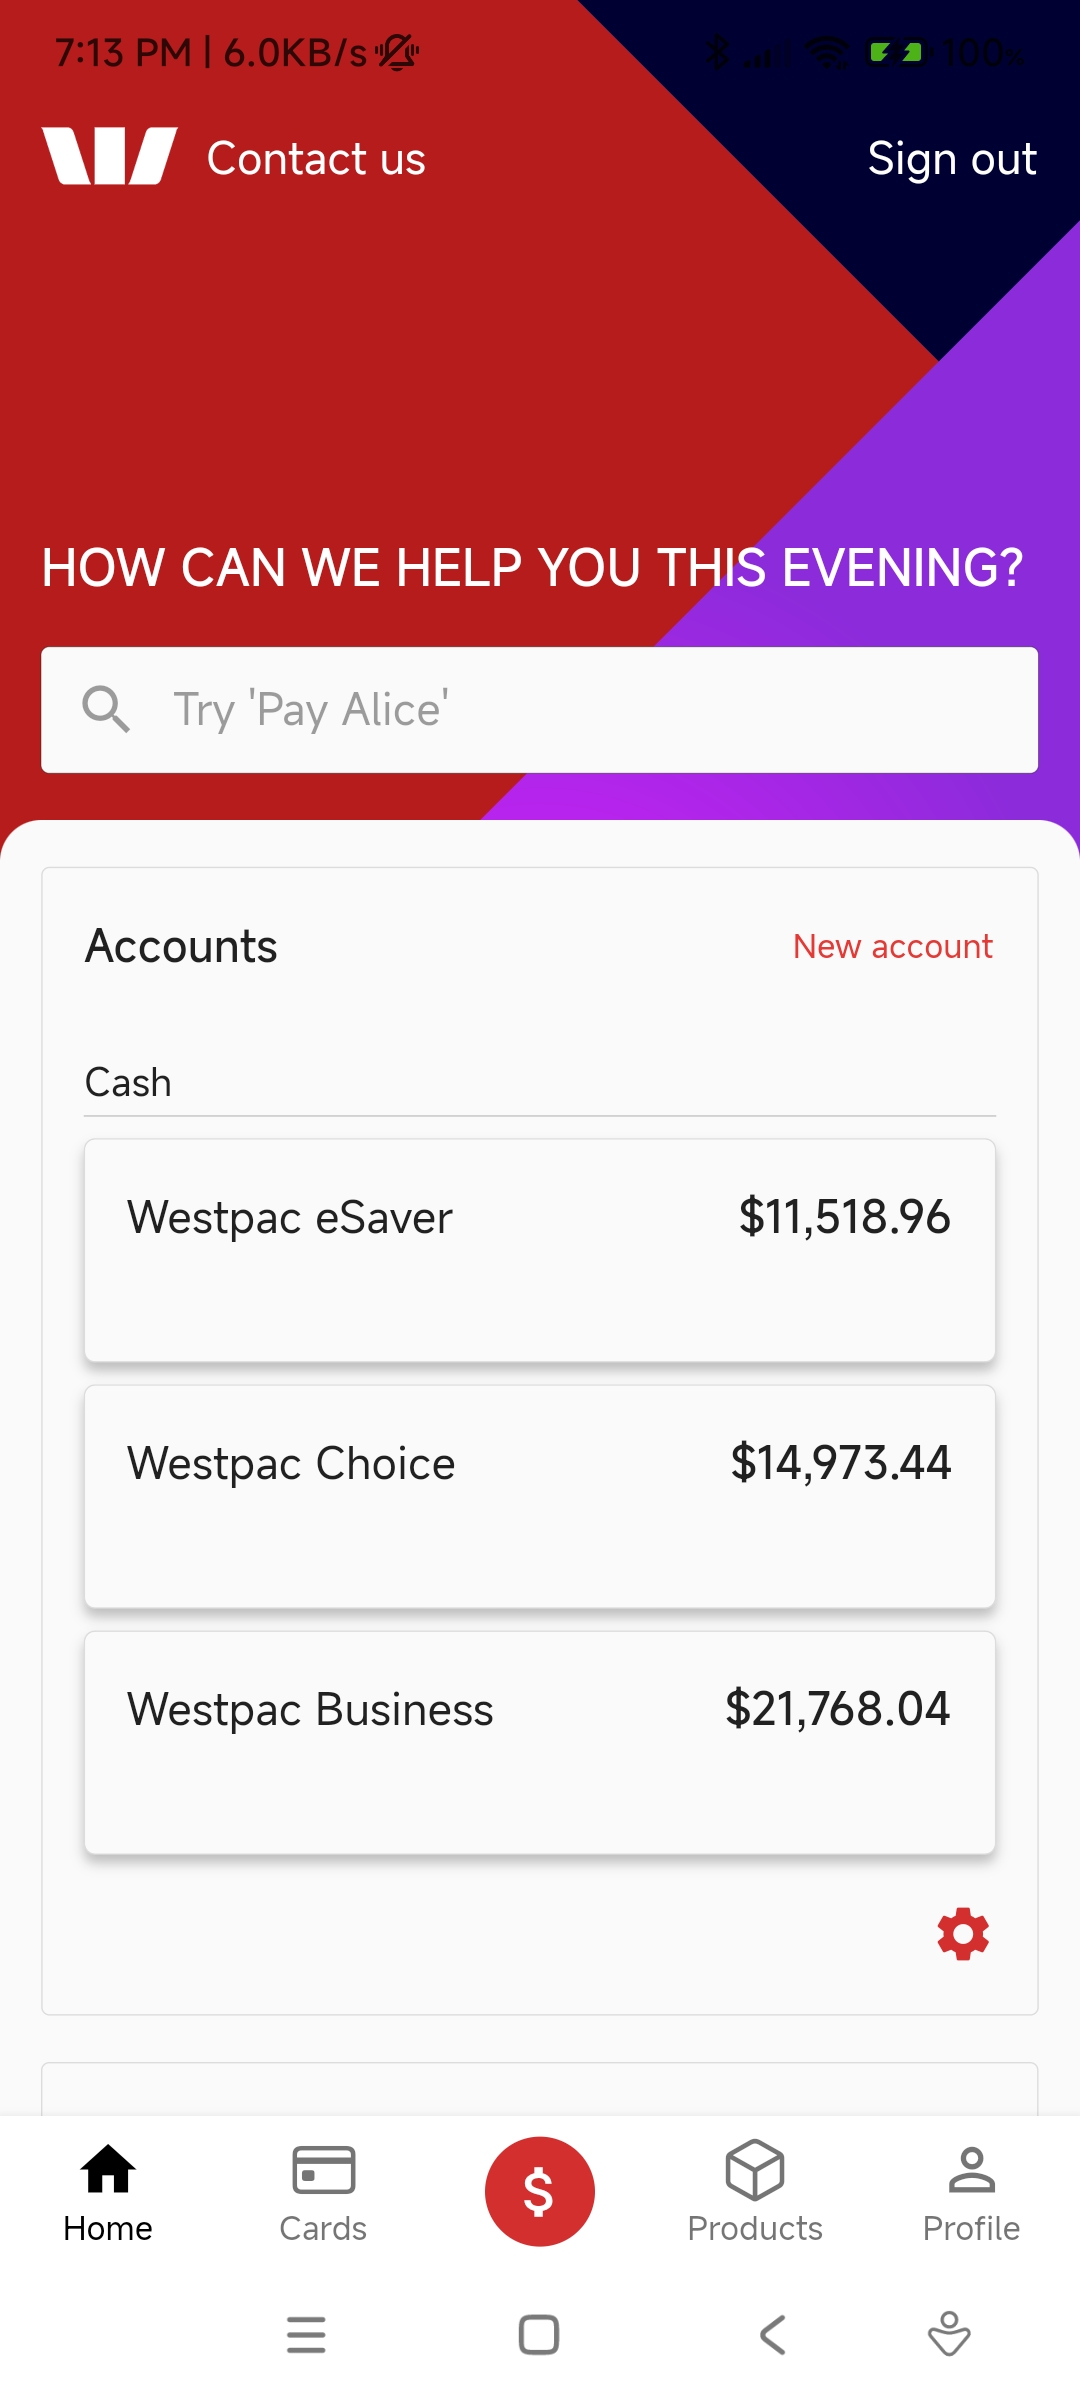 7:13 PM | 6.0KB/s 100%
Contact us
Sign out
HOW CAN WE HELP YOU THIS EVENING?
Try 'Pay Alice'
Accounts
New account
Cash
Westpac eSaver $11,518.96
Westpac Choice $14,973.44
Westpac Business $21,768.04
$
Home Cards Products Profile